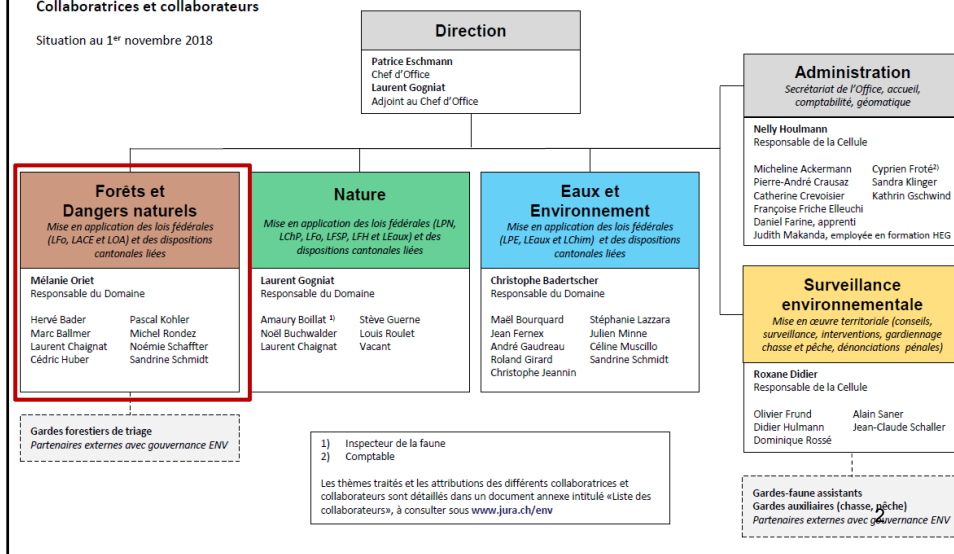 Collaboratrices et collaborateurs
Situation au 1er novembre 2018
Direction
Patrice Eschmann
Chef d'Office
Laurent Gogniat
Adjoint au Chef d'Office
Administration
Secrétariat de l'Office, accueil,
comptabilité, géomatique
Nelly Houlmann
Responsable de la Cellule
Micheline Ackermann Cyprien Froté2)
Pierre-André Crausaz Sandra Klinger
Catherine Crevoisier Kathrin Gschwind
Françoise Friche Elleuchi
Daniel Farine, apprenti
Judith Makanda, employée en formation HEG
Forêts et
Dangers naturels
Mise en application des lois fédérales
(LFo, LACE et LOA) et des dispositions
cantonales liées
Mélanie Oriet
Responsable du Domaine
Hervé Bader Pascal Kohler
Marc Ballmer Michel Rondez
Laurent Chaignat Noémie Schaffter
Cédric Huber Sandrine Schmidt
Gardes forestiers de triage
Partenaires externes avec gouvernance ENV
Nature
Mise en application des lois fédérales (LPN,
LChP, LFo, LFSP, LFH et LEaux) et des
dispositions cantonales liées
Laurent Gogniat
Responsable du Domaine
Amaury Boillat 1) Stève Guerne
Noël Buchwalder Louis Roulet
Laurent Chaignat Vacant
Eaux et
Environnement
Mise en application des lois fédérales
(LPE, LEaux et LChim) et des dispositions
cantonales liées
Christophe Badertscher
Responsable du Domaine
Maël Bourquard Stéphanie Lazzara
Jean Fernex Julien Minne
André Gaudreau Céline Muscillo
Roland Girard Sandrine Schmidt
Christophe Jeannin
Surveillance
environnementale
Mise en œuvre territoriale (conseils,
surveillance, interventions, gardiennage
chasse et pêche, dénonciations pénales)
Roxane Didier
Responsable de la Cellule
Olivier Frund Alain Saner
Didier Hulmann Jean-Claude Schaller
Dominique Rossé
Gardes-faune assistants
Gardes auxiliaires (chasse, pêche)
Partenaires externes avec gouvernance ENV
1) Inspecteur de la faune
2) Comptable
Les thèmes traités et les attributions des différents collaboratrices et
collaborateurs sont détaillés dans un document annexe intitulé «Liste des
collaborateurs», à consulter sous www.jura.ch/env
2